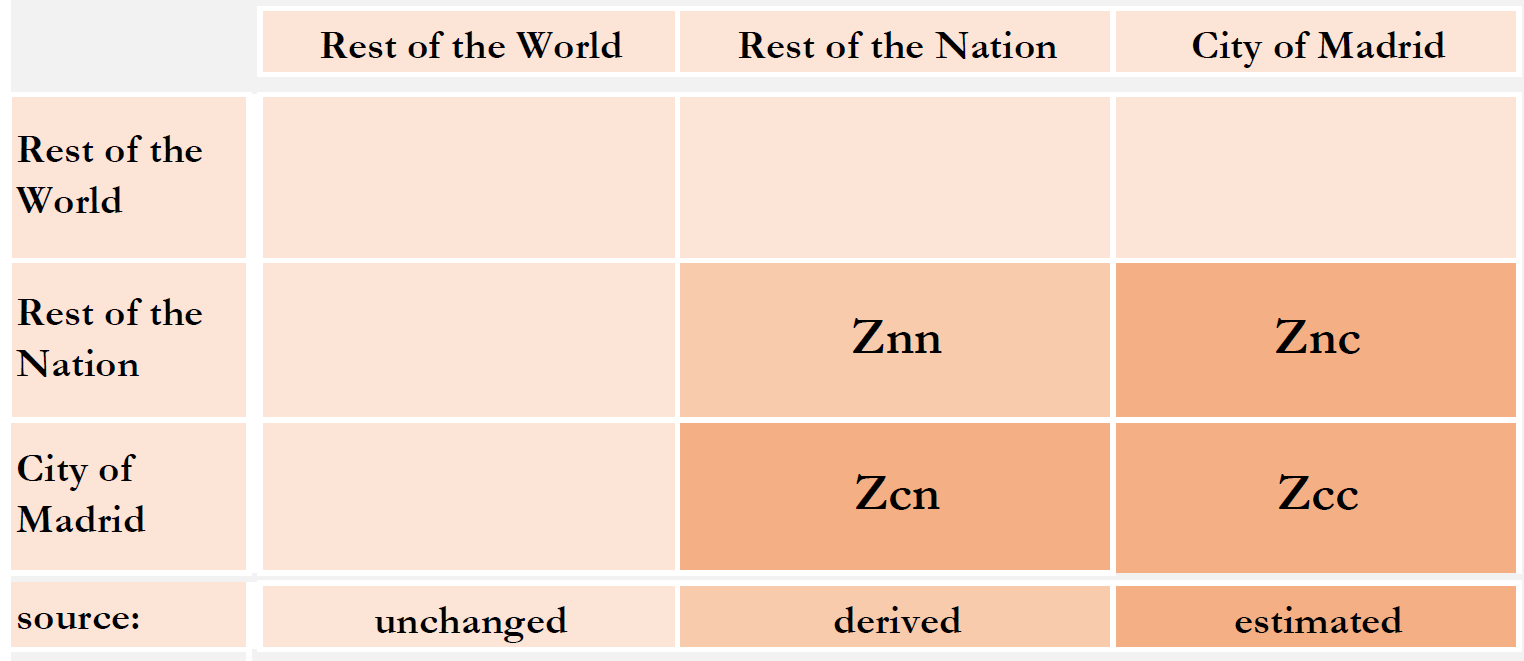 Rest of the World Rest of the Nation City of Madrid
Rest of the
World
Rest of the
Nation
Znn Znc
City of
Madrid
Zcn Zcc
source: unchanged derived estimated